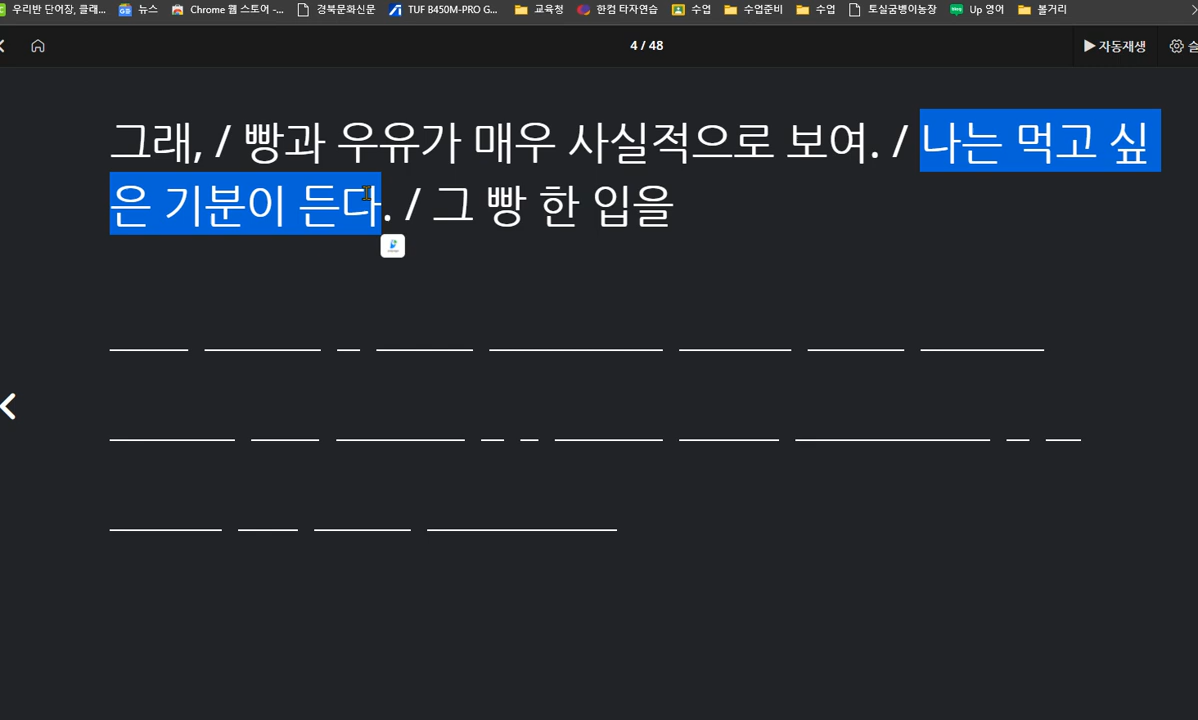 우리반 단어장, 클래... 뉴스 Chrome 웹 스토어 -... 경북문화신문 TUF B450M-PRO G... 교육청 한컴 타자연습 수업 수업준비 수업 토실굼벵이농장 Up 영어 볼거리
4 / 48 ▶자동재생 슬
그래, / 빵과 우유가 매우 사실적으로 보여. / 나는 먹고 싶
은 기분이 든다. / 그 빵 한 입을